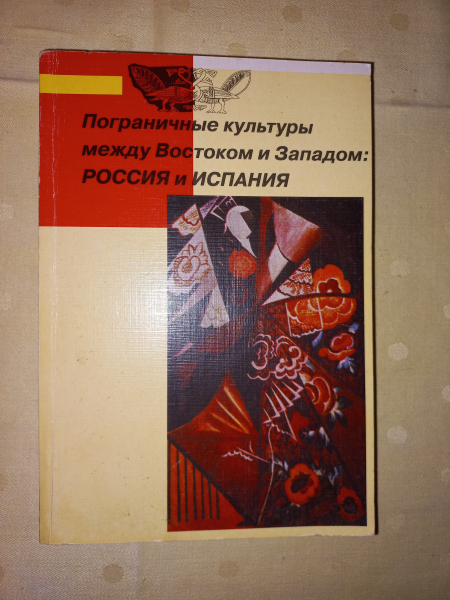 Пограничные культуры
между Востоком и Западом:
РОССИЯ и ИСПАНИЯ